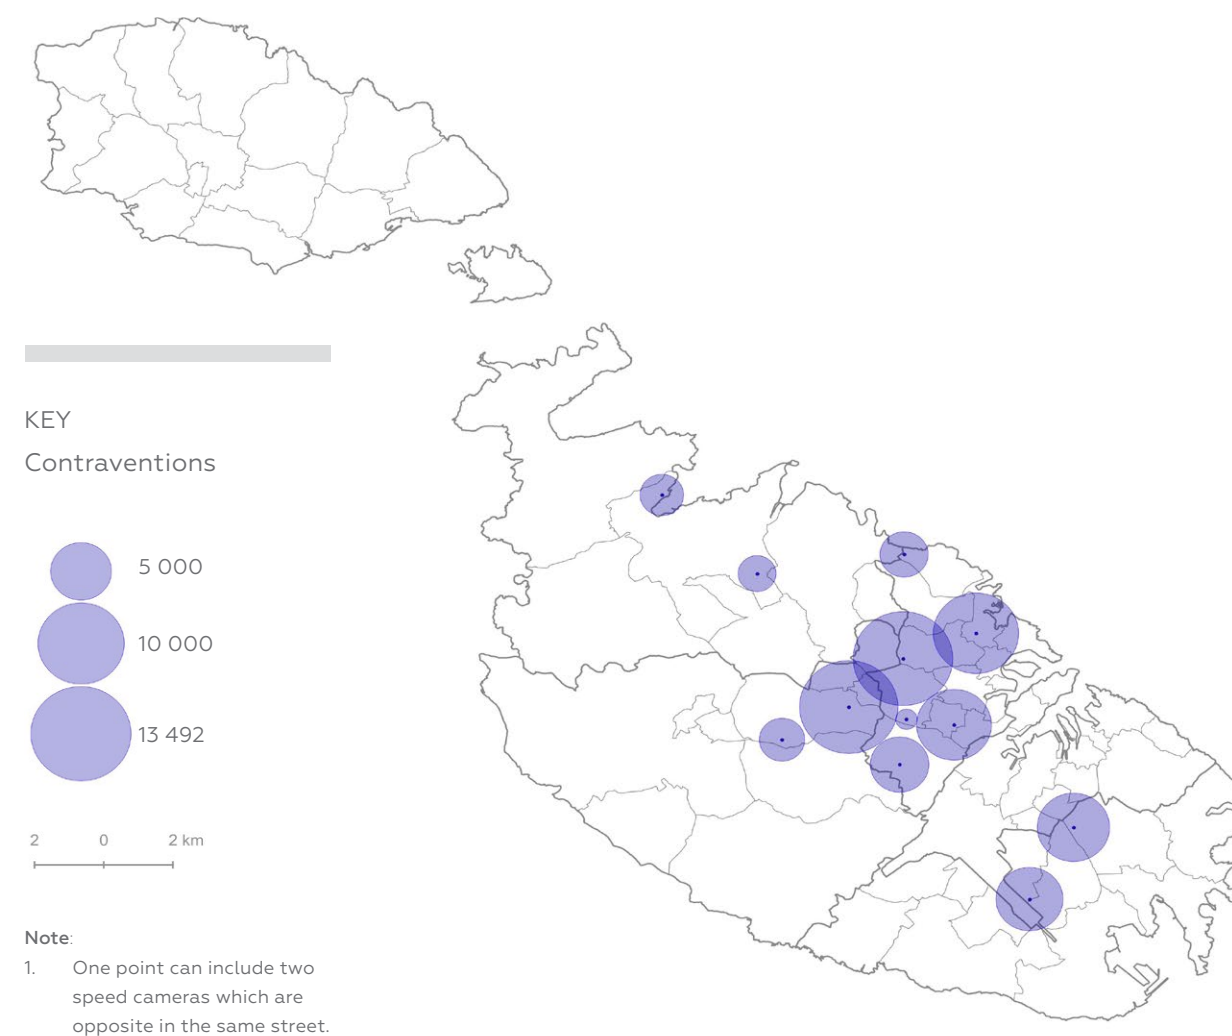 KEY
Contraventions
5 000
10 000
13 492
2 0 2 km
Note:
1. One point can include two
speed cameras which are
opposite in the same street.